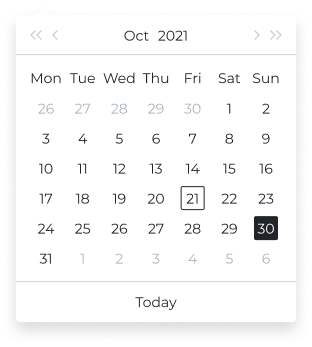 Oct 2021
Mon Tue Wed Thu Fri Sat Sun
26 27 28 29 30 1 2
3 4 5 6 7 8 9
10 11 12 13 14 15 16
17 18 19 20 21 22 23
24 25 26 27 28 29 30
31 1 2 3 4 5 6
Today